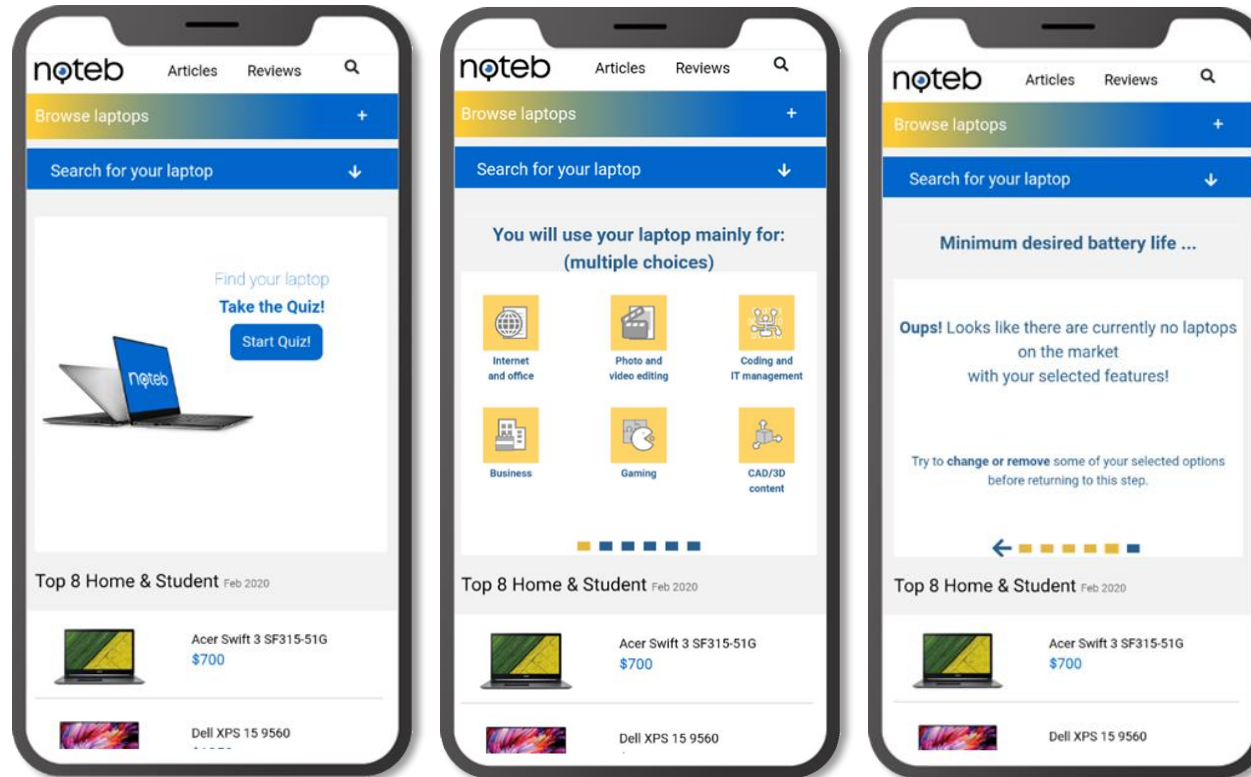 noteb
Articles Reviews
Browse laptops +
Search for your laptop
Find your laptop
Take the Quiz!
Start Quiz!
noteb
Top 8 Home & Student Feb 2020
Acer Swift 3 SF315-51G
$700
Dell XPS 15 9560
noteb
Articles Reviews
Browse laptops +
Search for your laptop
You will use your laptop mainly for:
(multiple choices)
Internet
and office
Photo and
video editing
Coding and
IT management
Business
Gaming
CAD/3D
content
Top 8 Home & Student Feb 2020
Acer Swift 3 SF315-51G
$700
Dell XPS 15 9560
noteb
Articles Reviews
Browse laptops +
Search for your laptop
Minimum desired battery life ...
Oups! Looks like there are currently no laptops
on the market
with your selected features!
Try to change or remove some of your selected options
before returning to this step.
Top 8 Home & Student Feb 2020
Acer Swift 3 SF315-51G
$700
Dell XPS 15 9560